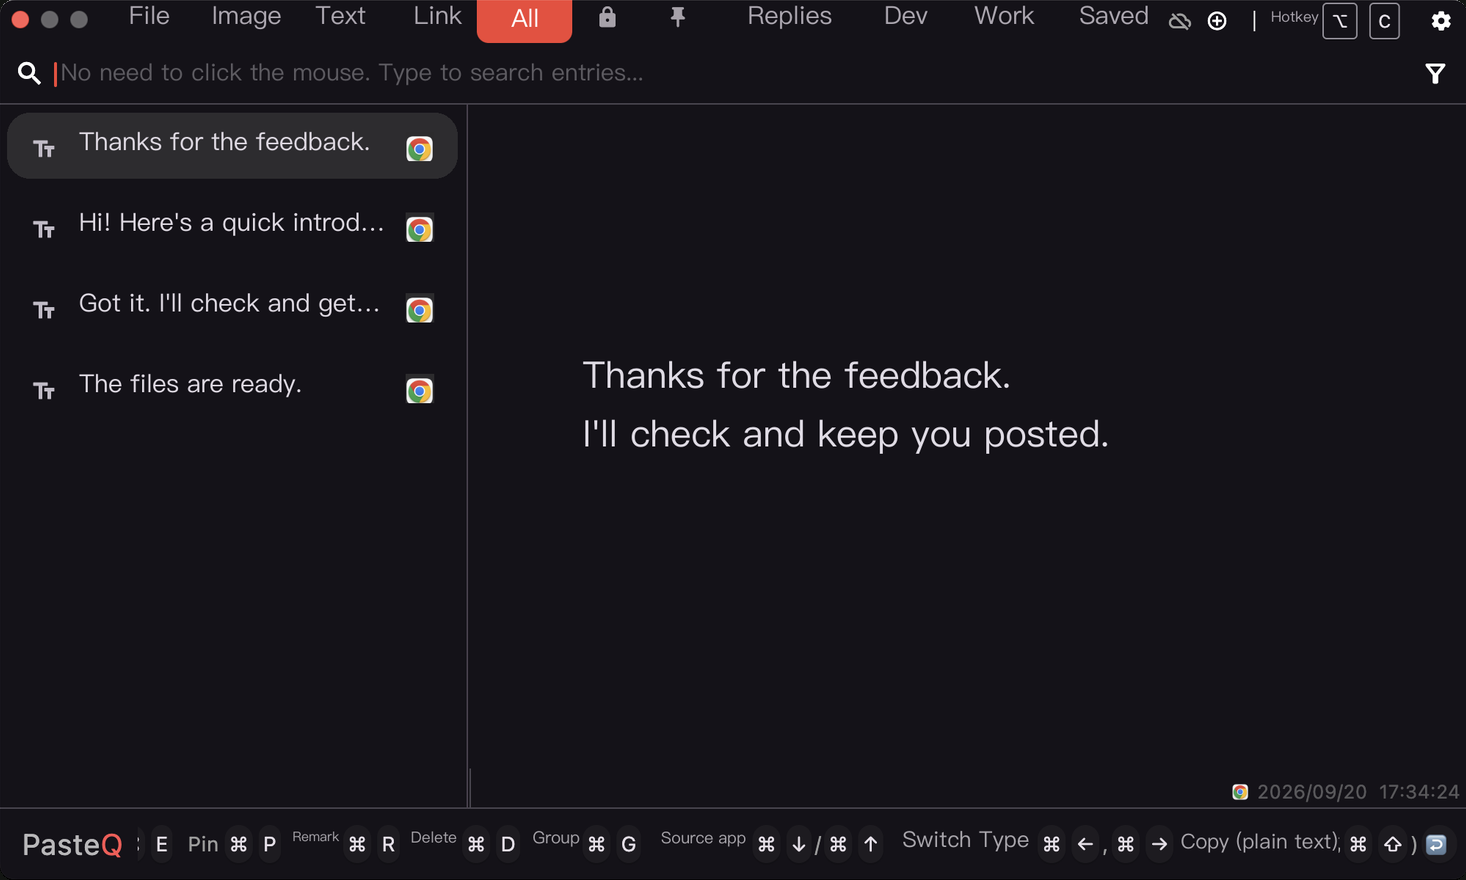 File Image Text Link All Replies Dev Work Saved | Hotkey ⌥ C
No need to click the mouse. Type to search entries...
Thanks for the feedback.
Hi! Here's a quick introd...
Got it. I'll check and get...
The files are ready.
Thanks for the feedback.
I'll check and keep you posted.
2026/09/20 17:34:24
PasteQ E Pin ⌘ P Remark ⌘ R Delete ⌘ D Group ⌘ G Source app ⌘ ↓ / ⌘ ↑ Switch Type ⌘ ← , ⌘ → Copy (plain text); ⌘ ⇧ )